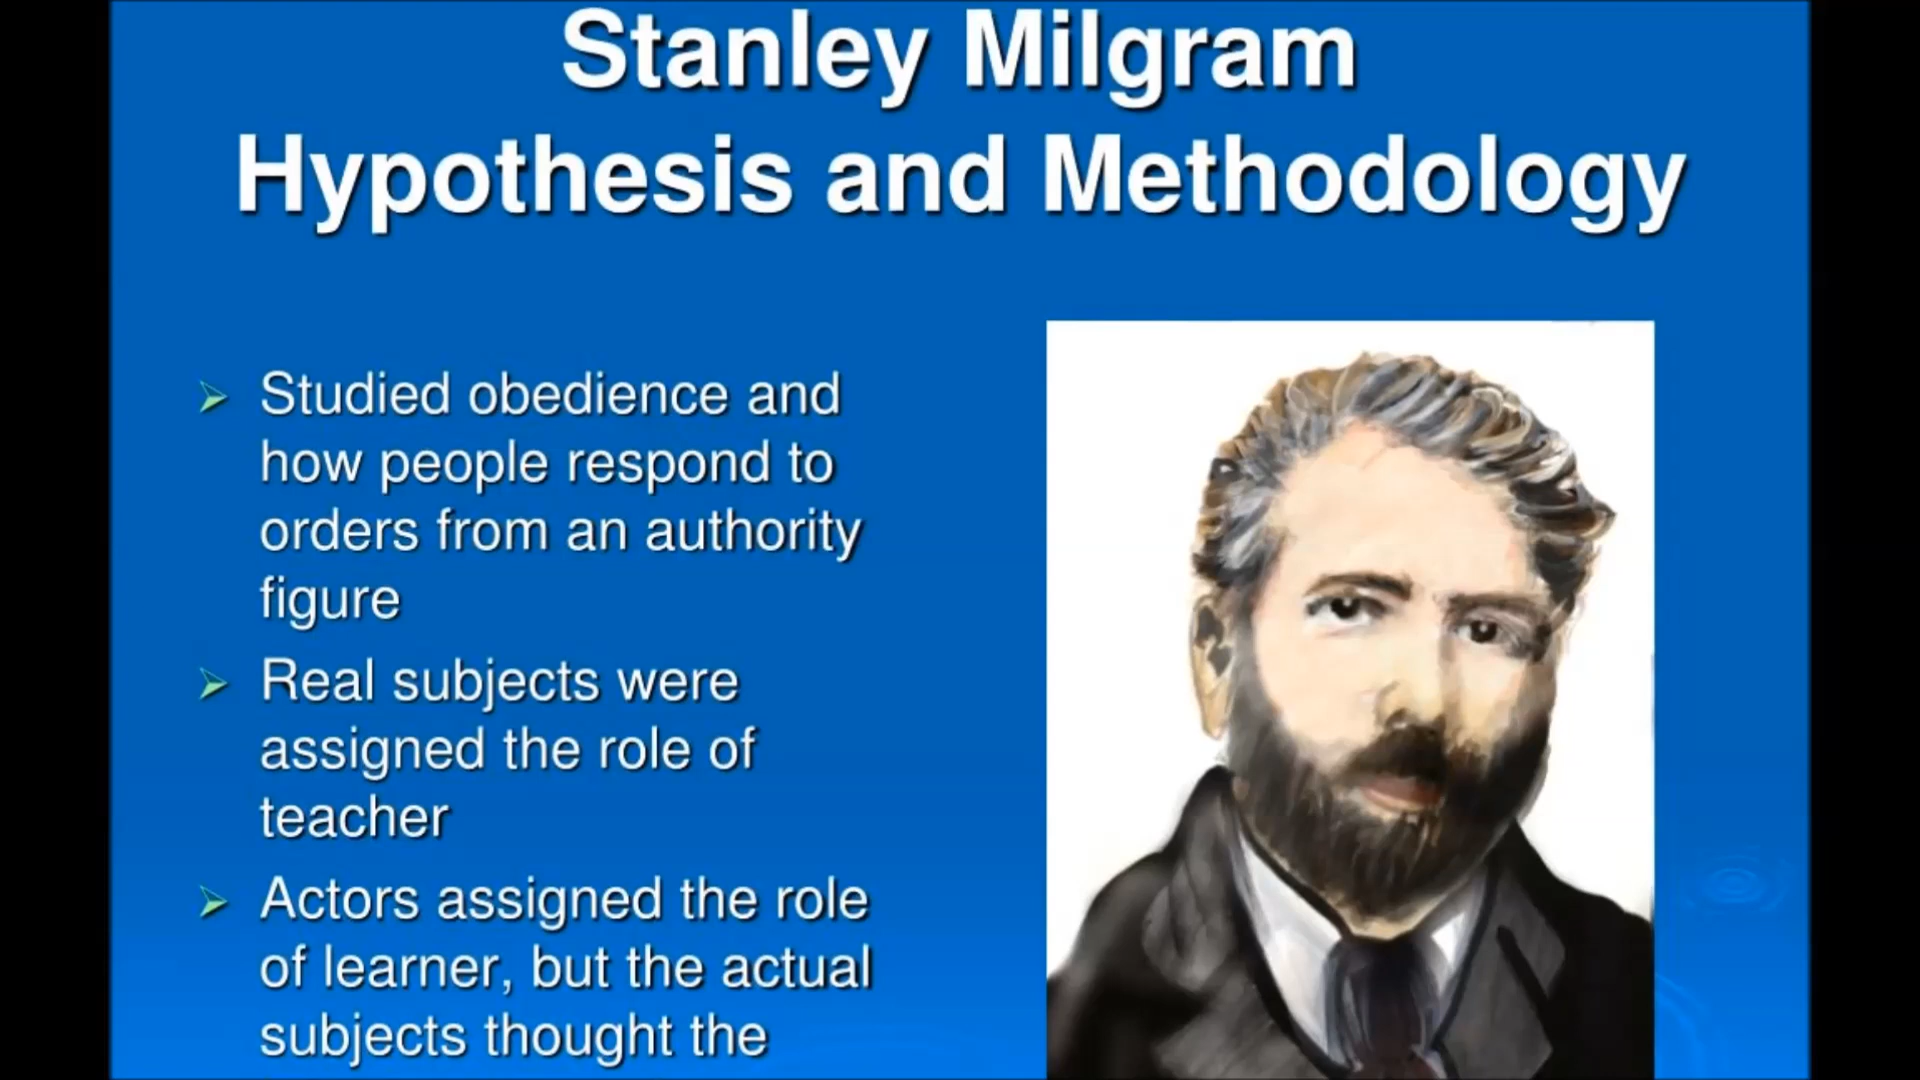 Stanley Milgram
Hypothesis and Methodology
Studied obedience and
how people respond to
orders from an authority
figure
Real subjects were
assigned the role of
teacher
Actors assigned the role
of learner, but the actual
subjects thought the